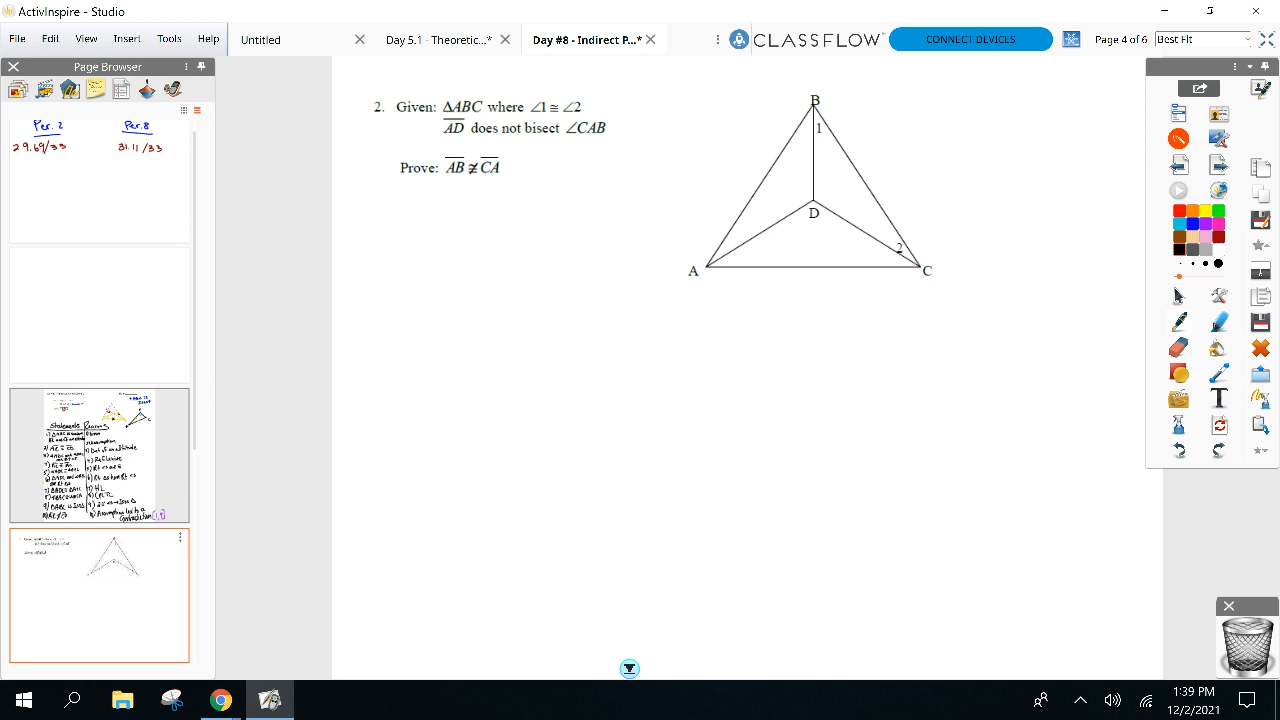 ActivInspire - Studio
File Edit View Insert Tools Help
Untitled
Day 5.1 - Theoretic...*
Day #8 - Indirect P...*
CLASSFLOW
CONNECT DEVICES
Page 4 of 6
Best Fit
Page Browser
Per. 2 Per. 8
29.69/33 31.11/33
Statements Reasons
2. Given: ΔABC where ∠1 ≅ ∠2
AD does not bisect ∠CAB
Prove: AB ≇ CA
B
1
D
2
A
C
T
1:39 PM
12/2/2021